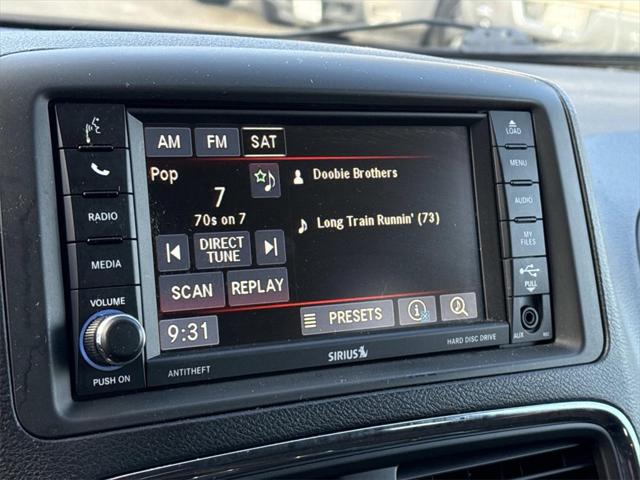 AM FM SAT
Pop
7
70s on 7
DIRECT
TUNE
SCAN REPLAY
9:31
Doobie Brothers
Long Train Runnin' (73)
PRESETS
RADIO
MEDIA
VOLUME
PUSH ON
ANTITHEFT
SIRIUS
HARD DISC DRIVE
LOAD
MENU
AUDIO
MY
FILES
PULL
AUX